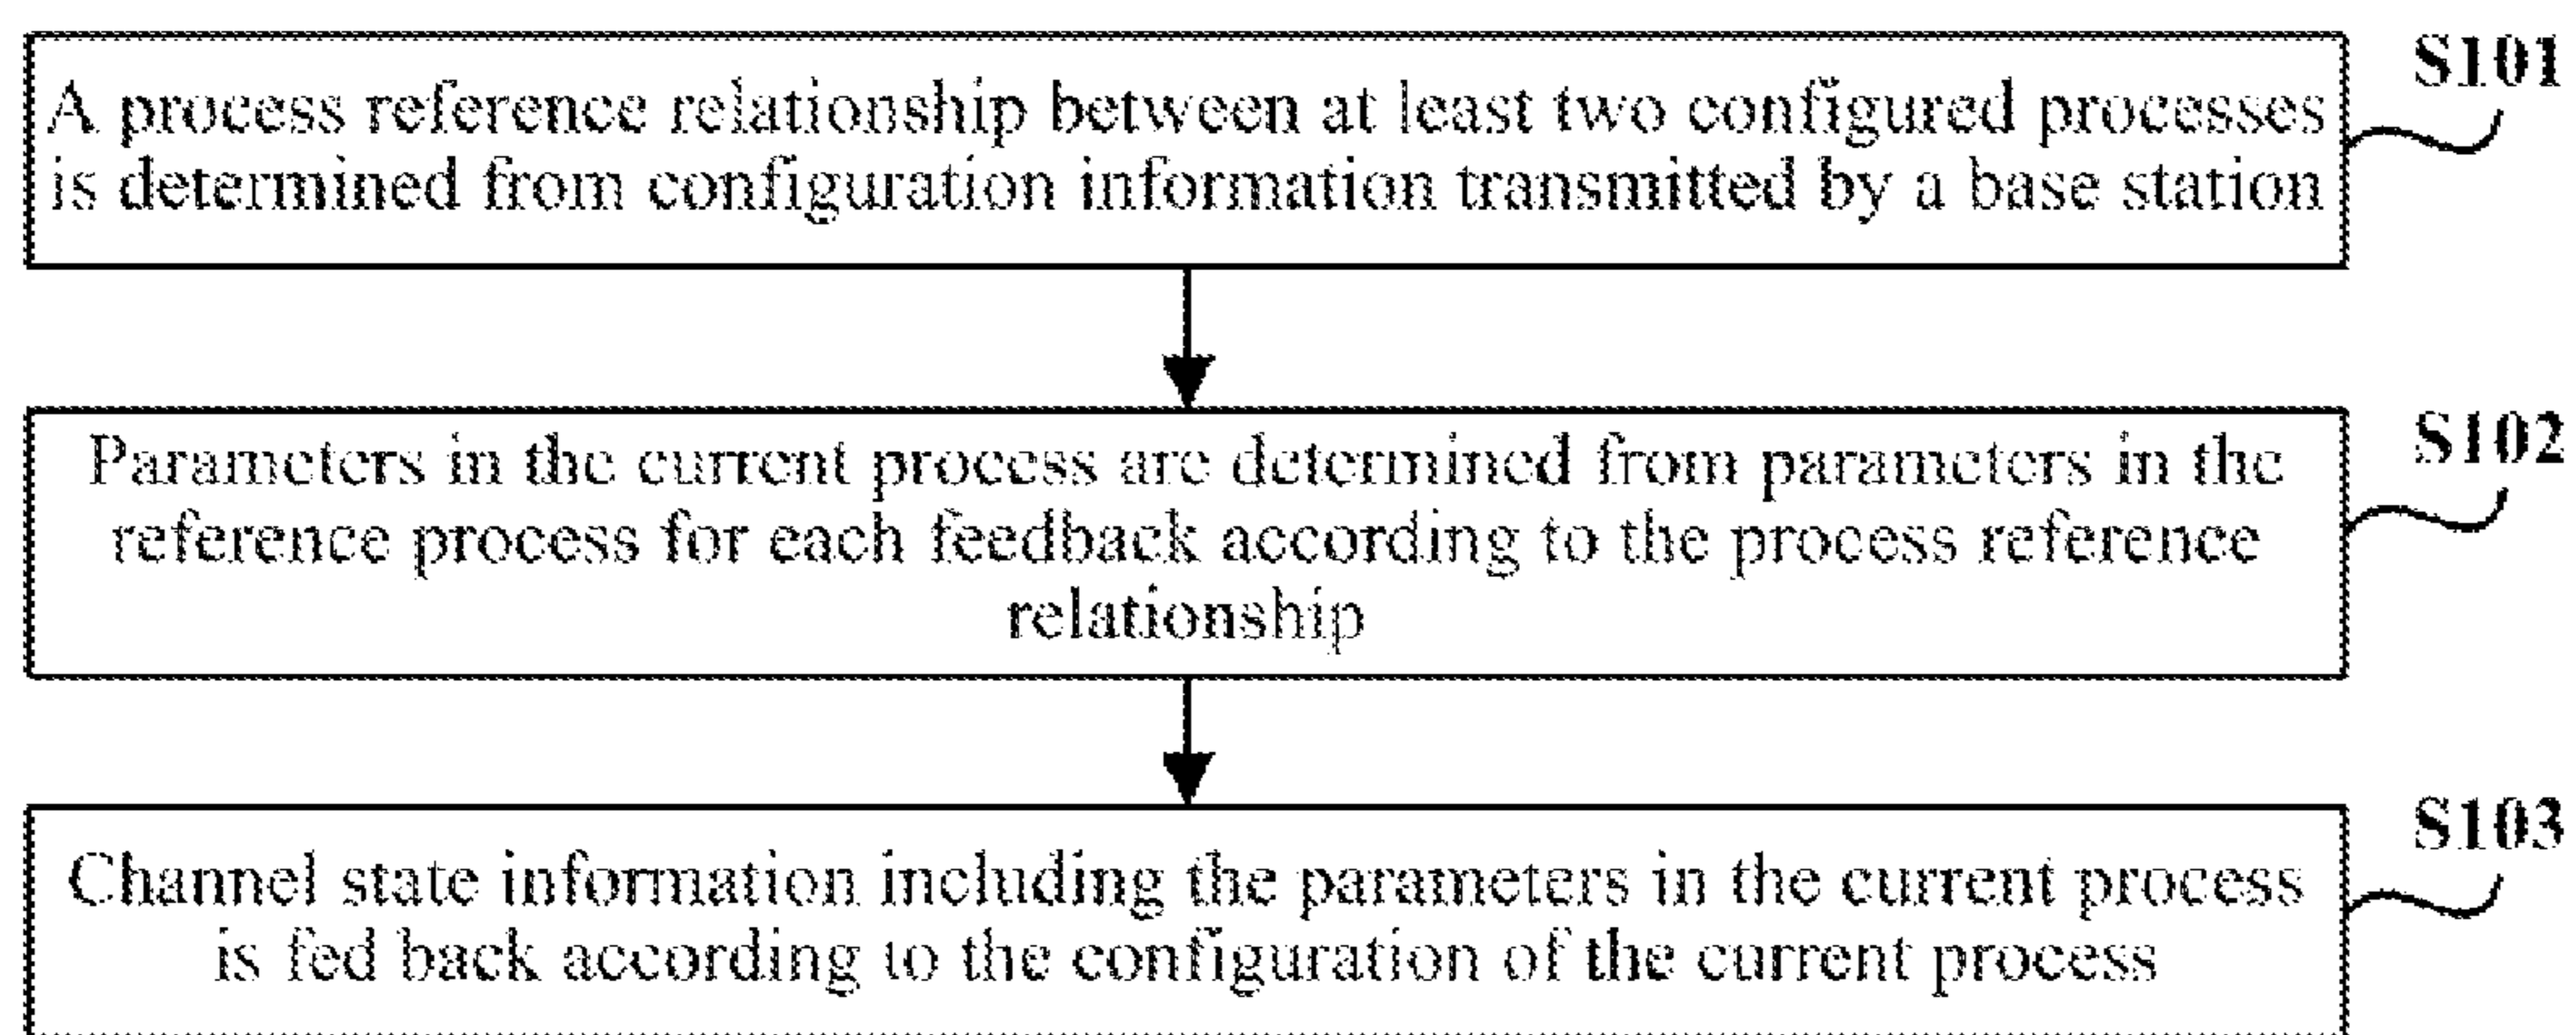 A process reference relationship between at least two configured processes
is determined from configuration information transmitted by a base station
S101
Parameters in the current process are determined from parameters in the
reference process for each feedback according to the process reference
relationship
S102
Channel state information including the parameters in the current process
is fed back according to the configuration of the current process
S103